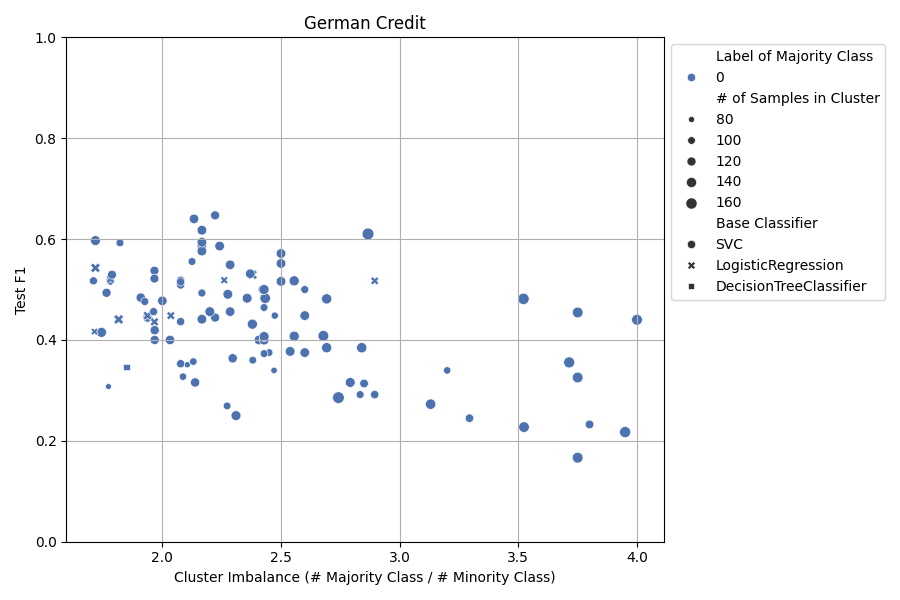 German Credit
1.0
0.8
0.6
0.4
0.2
0.0
Test F1
2.0 2.5 3.0 3.5 4.0
Cluster Imbalance (# Majority Class / # Minority Class)
Label of Majority Class
0
# of Samples in Cluster
80
100
120
140
160
Base Classifier
SVC
LogisticRegression
DecisionTreeClassifier